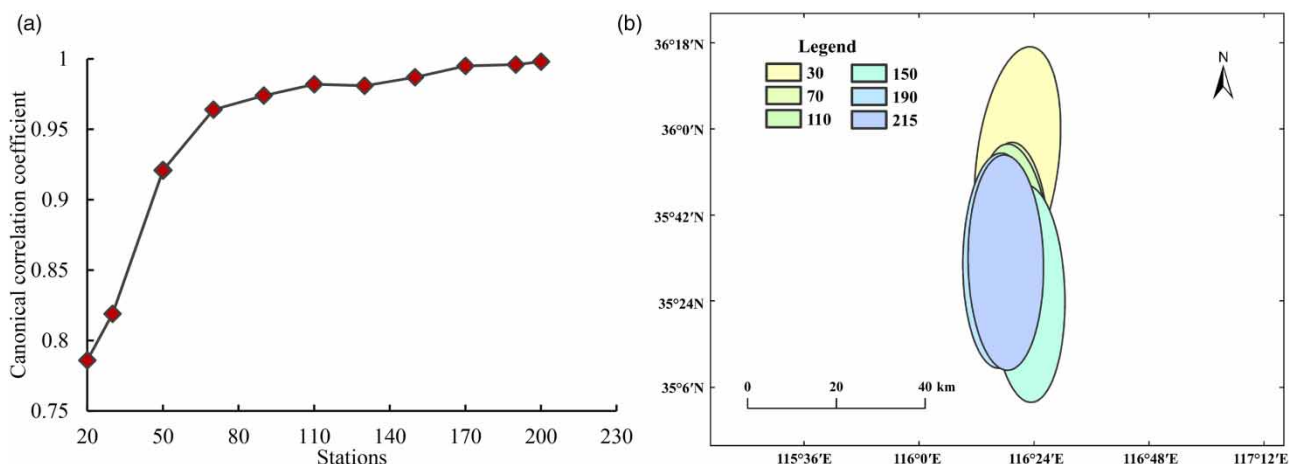 (a)
1
0.95
0.9
0.85
0.8
0.75
Canonical correlation coefficient
20 50 80 110 140 170 200 230
Stations
(b)
Legend
30 150
70 190
110 215
N
36°18'N
36°0'N
35°42'N
35°24'N
35°6'N
0 20 40 km
115°36'E 116°0'E 116°24'E 116°48'E 117°12'E